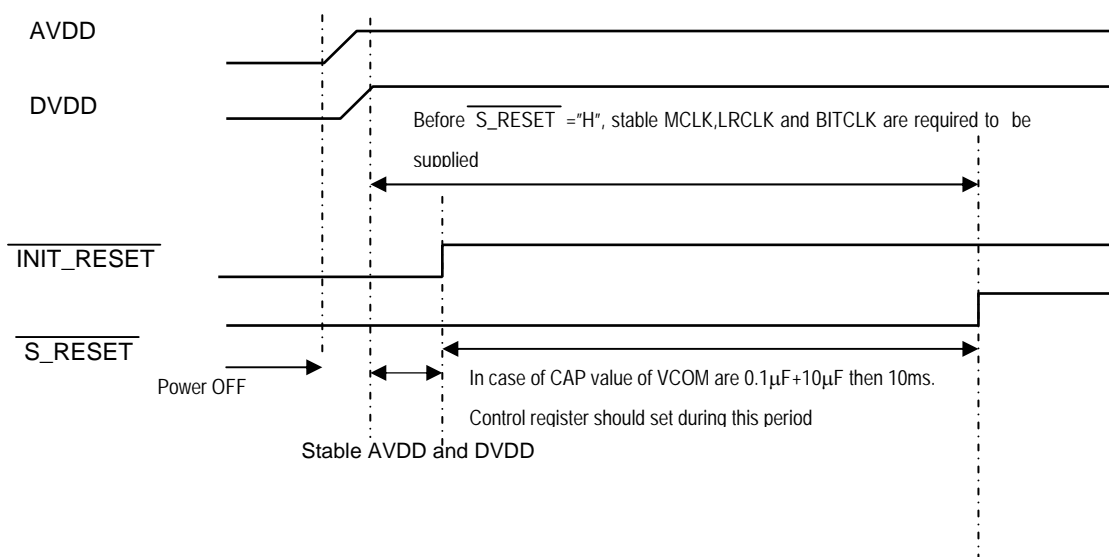 AVDD
DVDD
Before S_RESET ="H", stable MCLK,LRCLK and BITCLK are required to be
supplied
INIT_RESET
S_RESET
Power OFF
In case of CAP value of VCOM are 0.1μF+10μF then 10ms.
Control register should set during this period
Stable AVDD and DVDD